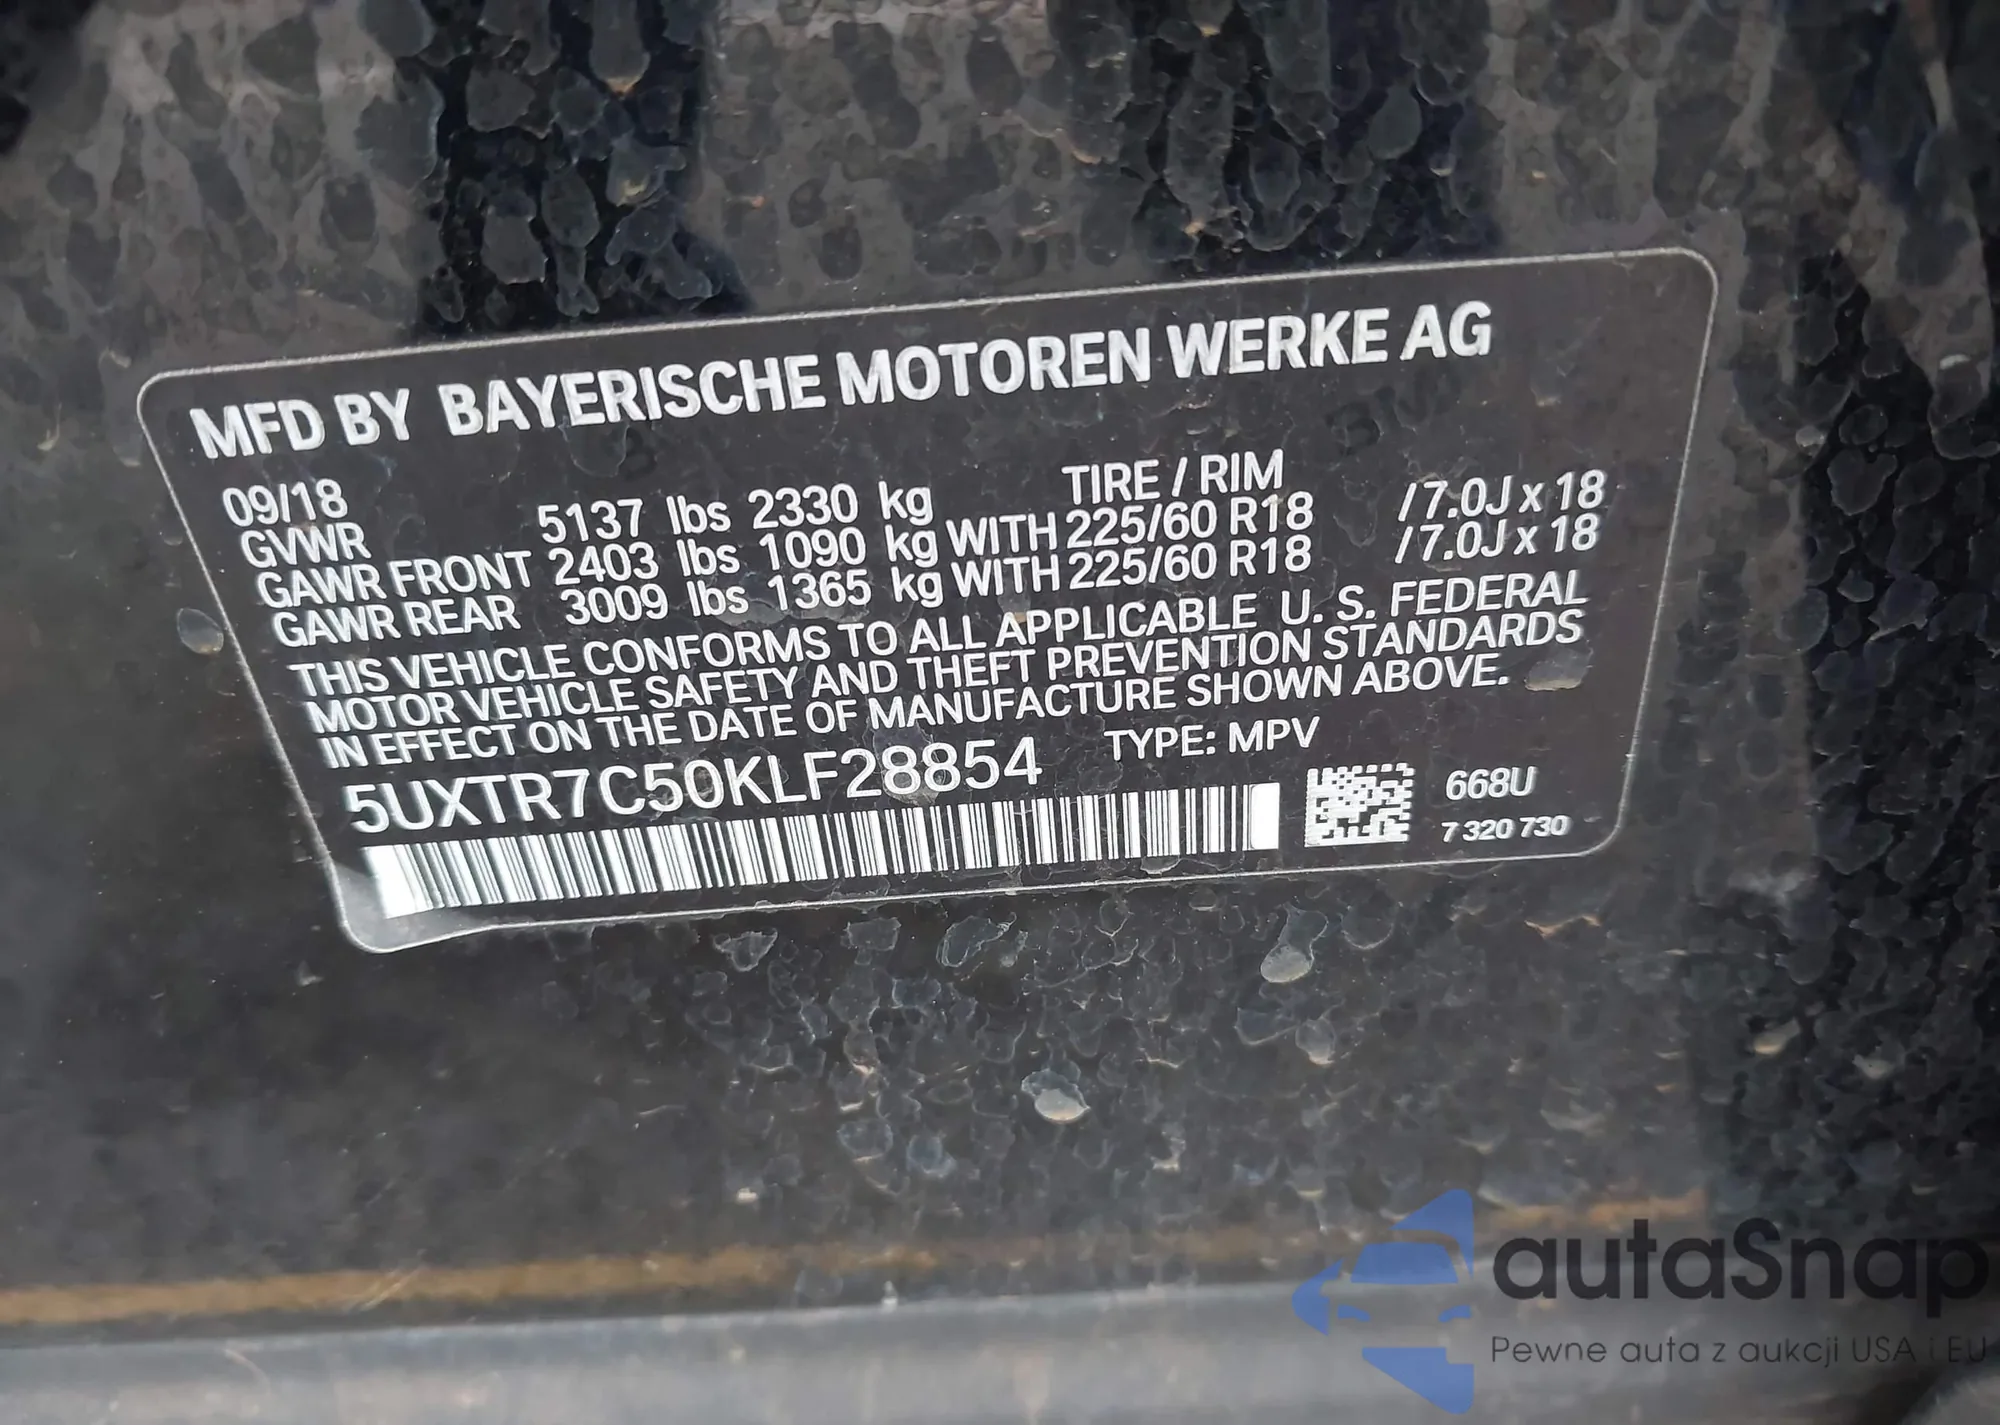 MFD BY BAYERISCHE MOTOREN WERKE AG
09/18 TIRE / RIM
GVWR 5137 lbs 2330 kg
GAWR FRONT 2403 lbs 1090 kg WITH 225/60 R18 /7.0J x 18
GAWR REAR 3009 lbs 1365 kg WITH 225/60 R18 /7.0J x 18
THIS VEHICLE CONFORMS TO ALL APPLICABLE U. S. FEDERAL
MOTOR VEHICLE SAFETY AND THEFT PREVENTION STANDARDS
IN EFFECT ON THE DATE OF MANUFACTURE SHOWN ABOVE.
5UXTR7C50KLF28854 TYPE: MPV
668U
7 320 730
autaSnap
Pewne auta z aukcji USA i EU